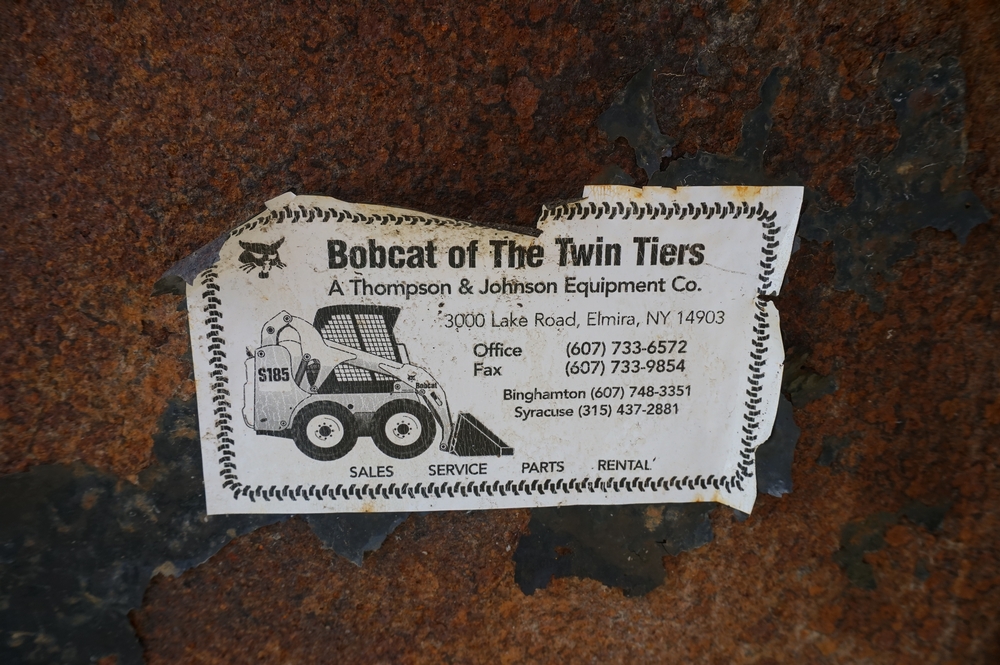 Bobcat of The Twin Tiers
A Thompson & Johnson Equipment Co.
3000 Lake Road, Elmira, NY 14903
Office (607) 733-6572
Fax (607) 733-9854
Binghamton (607) 748-3351
Syracuse (315) 437-2881
S185
Bobcat
SALES SERVICE PARTS RENTAL